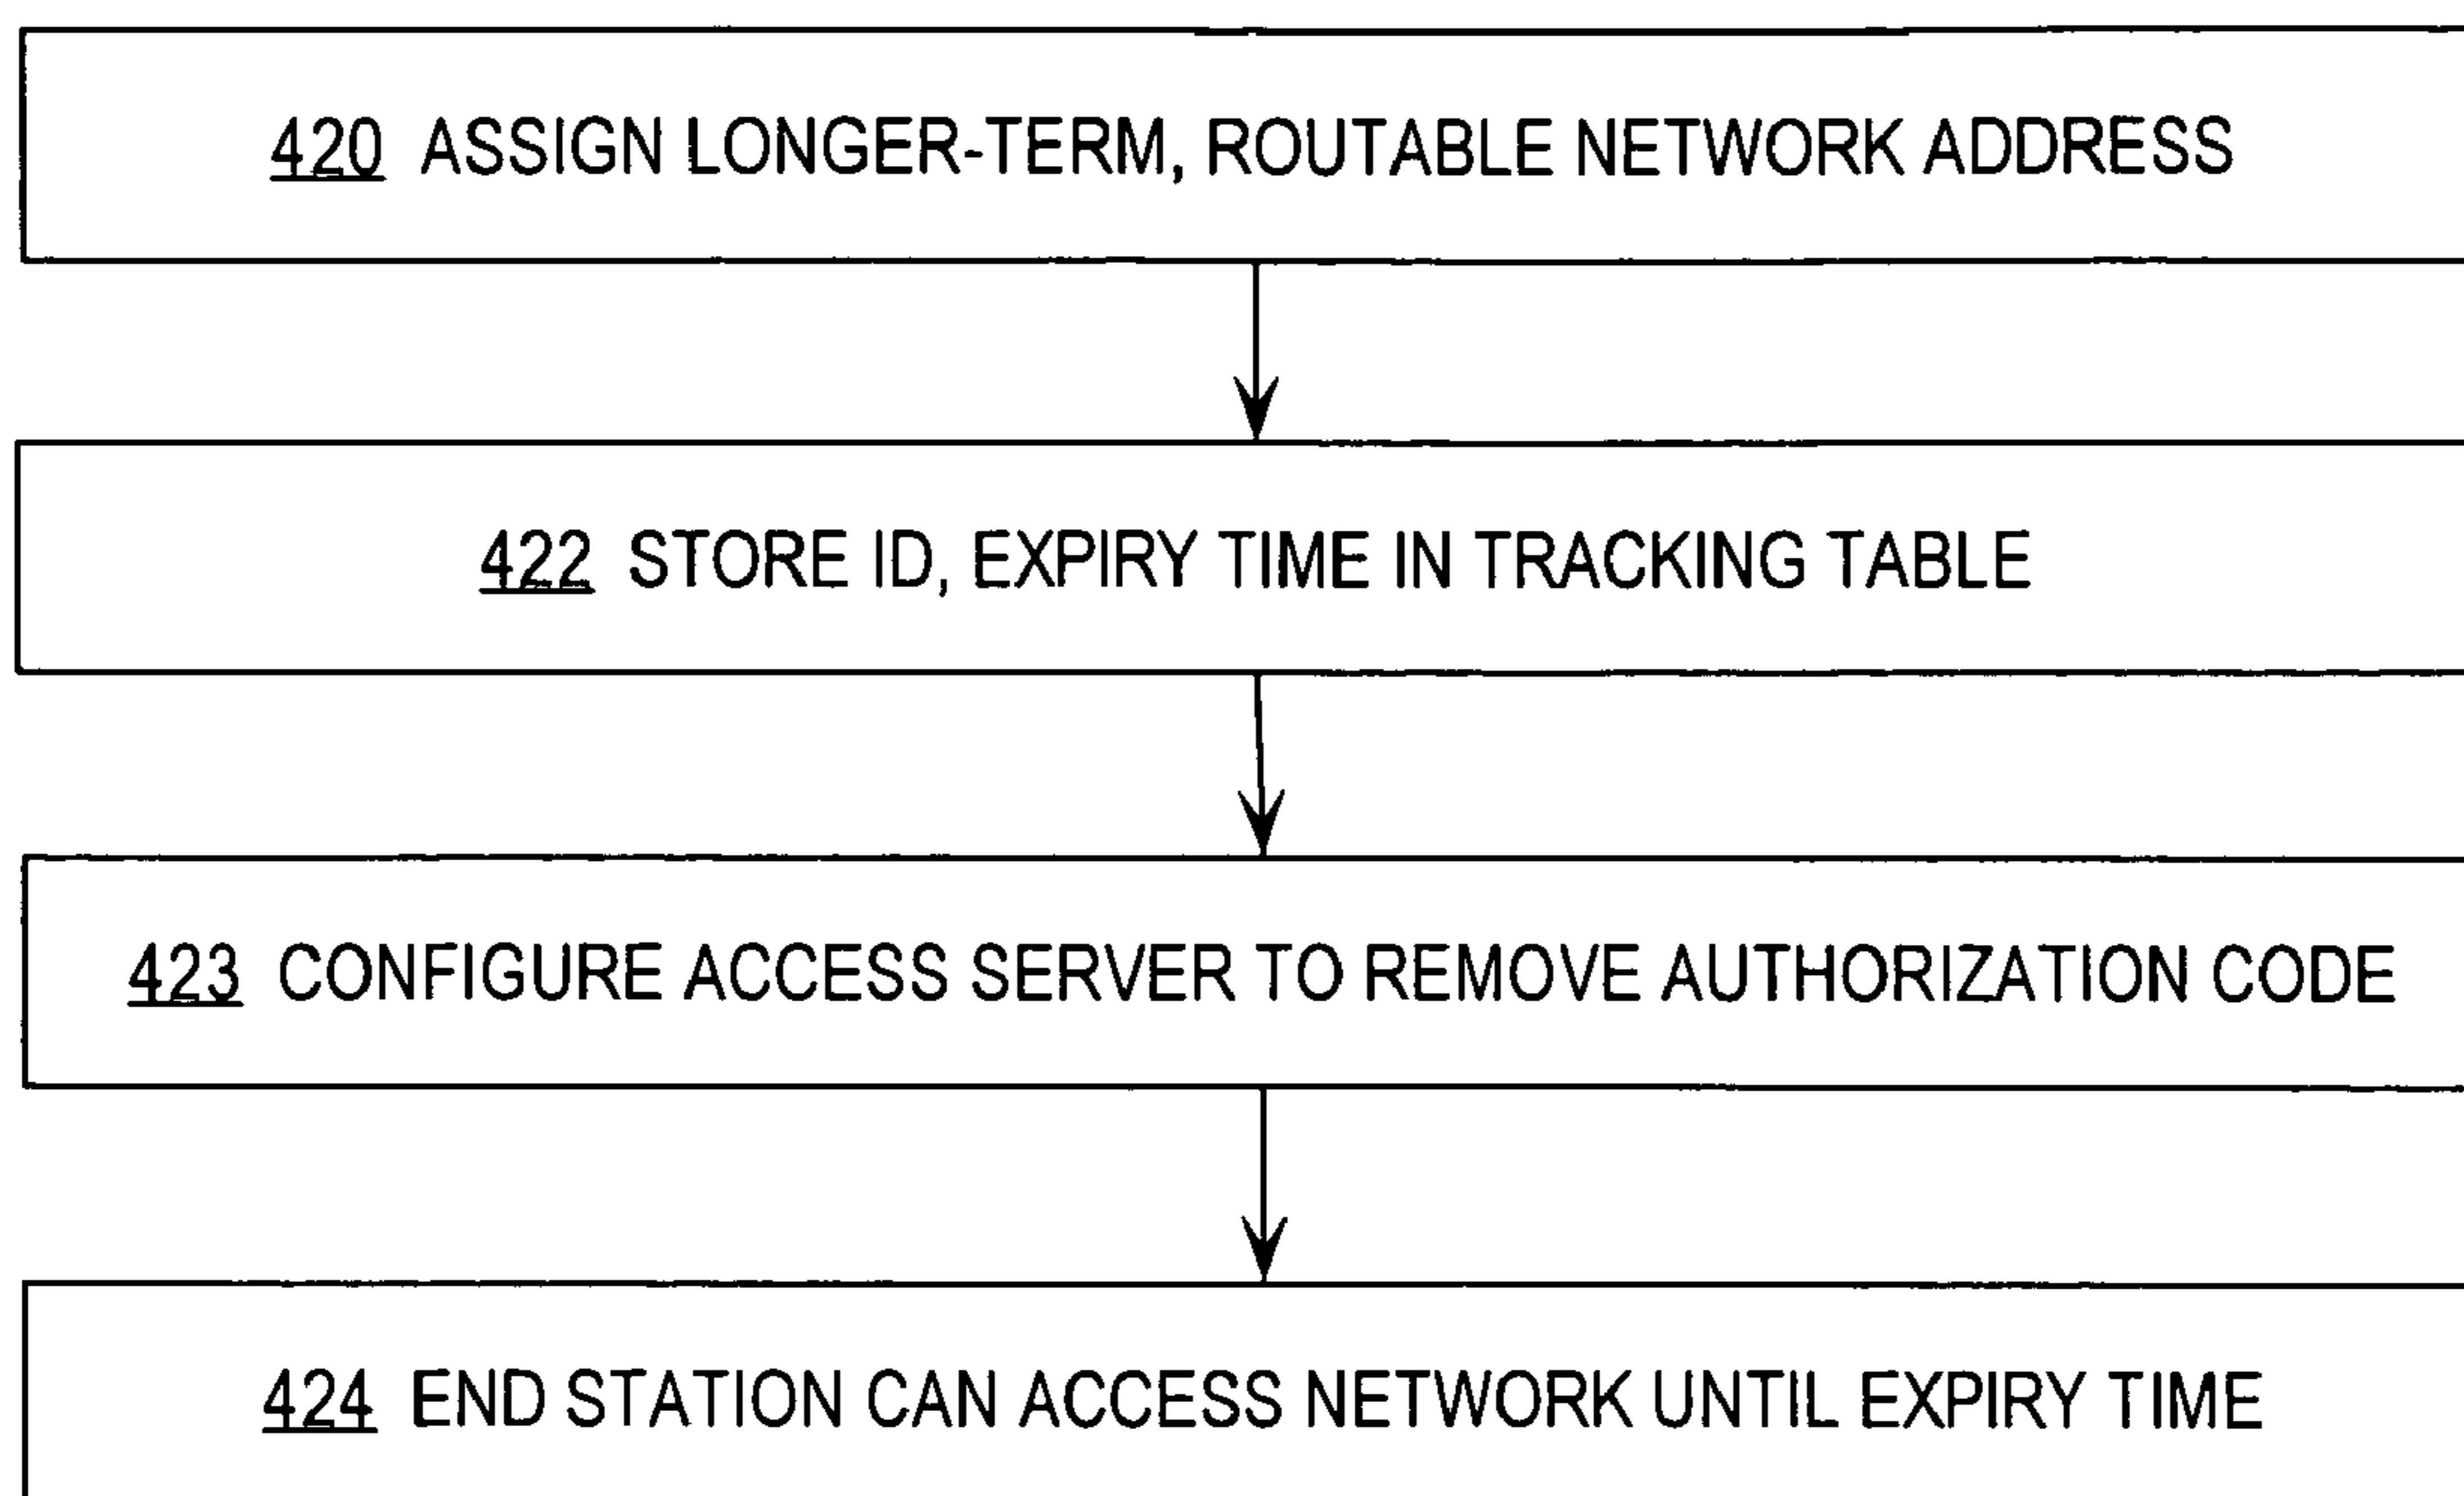 420 ASSIGN LONGER-TERM, ROUTABLE NETWORK ADDRESS
422 STORE ID, EXPIRY TIME IN TRACKING TABLE
423 CONFIGURE ACCESS SERVER TO REMOVE AUTHORIZATION CODE
424 END STATION CAN ACCESS NETWORK UNTIL EXPIRY TIME